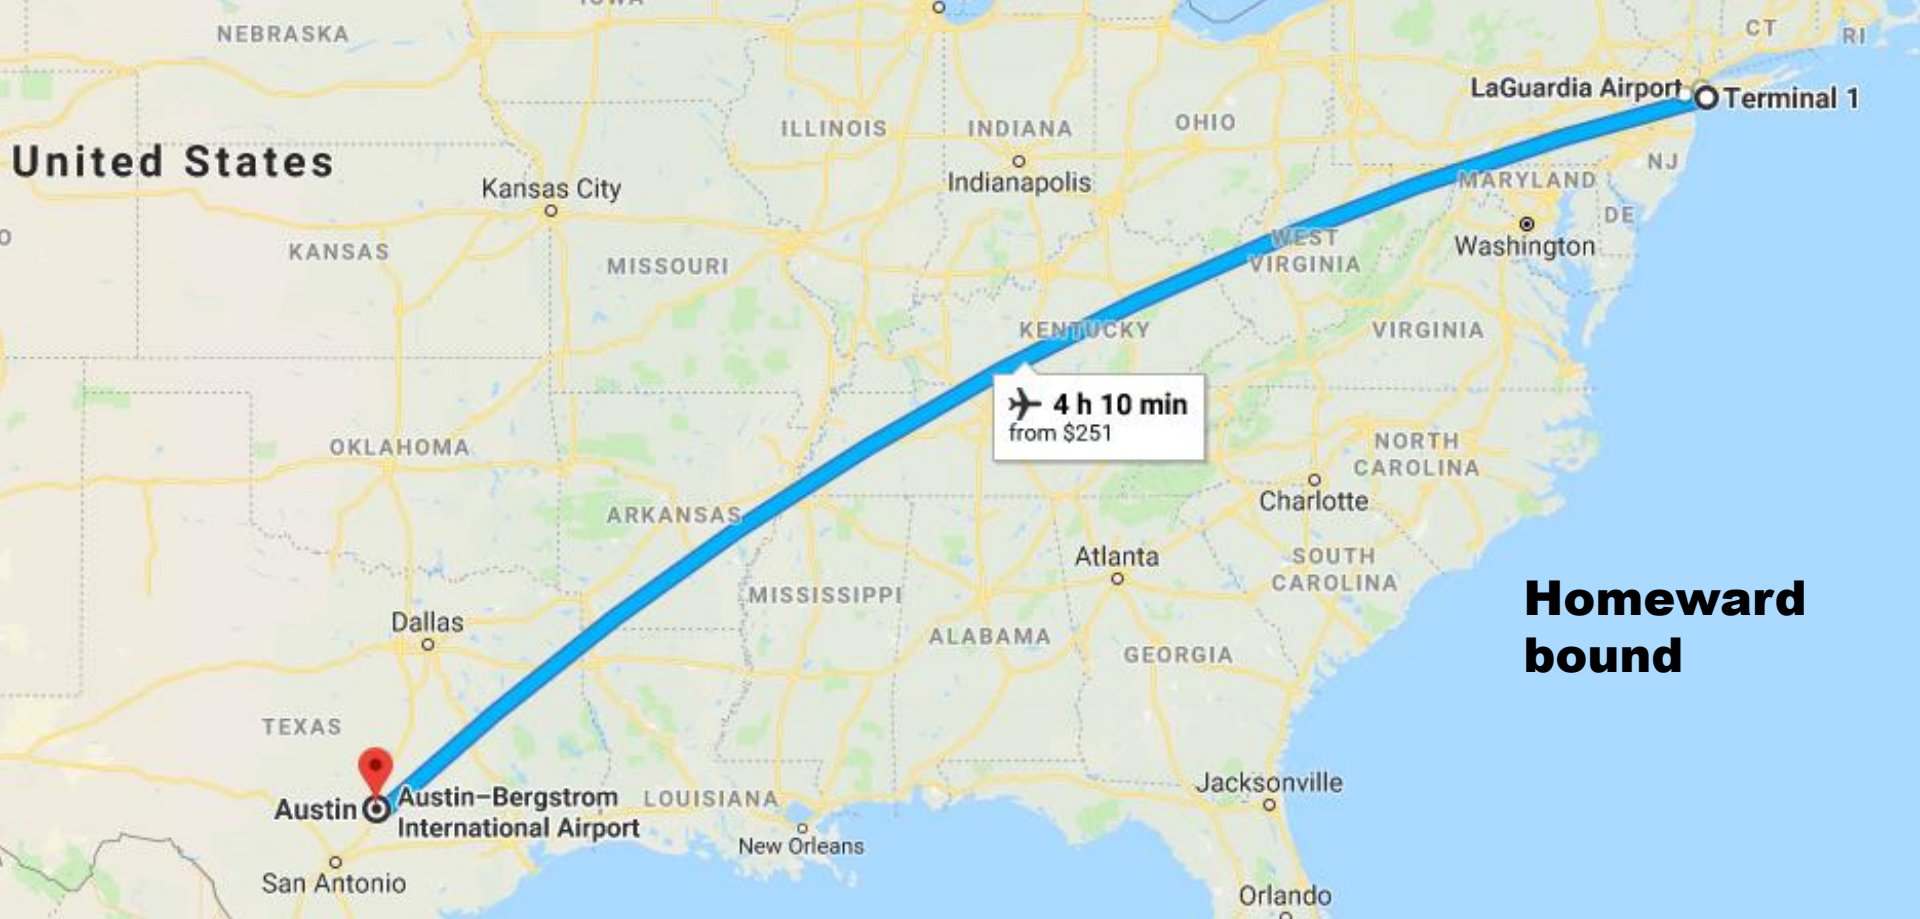 IOWA
NEBRASKA
CT
RI
LaGuardia Airport
Terminal 1
ILLINOIS
INDIANA
OHIO
United States
NJ
Kansas City
Indianapolis
MARYLAND
DE
KANSAS
MISSOURI
WEST
VIRGINIA
Washington
KENTUCKY
VIRGINIA
4 h 10 min
from $251
OKLAHOMA
NORTH
CAROLINA
ARKANSAS
Charlotte
Atlanta
SOUTH
CAROLINA
MISSISSIPPI
Homeward
bound
Dallas
ALABAMA
GEORGIA
TEXAS
Jacksonville
Austin
Austin–Bergstrom
International Airport
LOUISIANA
New Orleans
San Antonio
Orlando